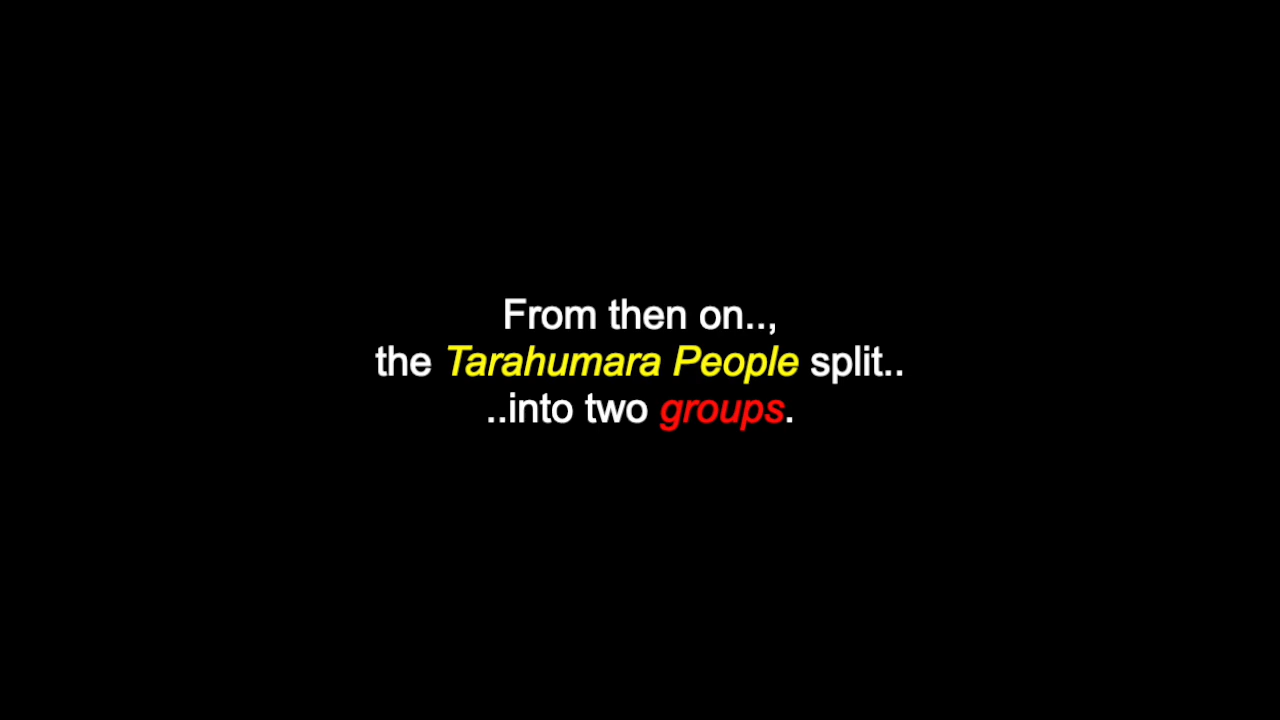 From then on..,
the Tarahumara People split..
..into two groups.